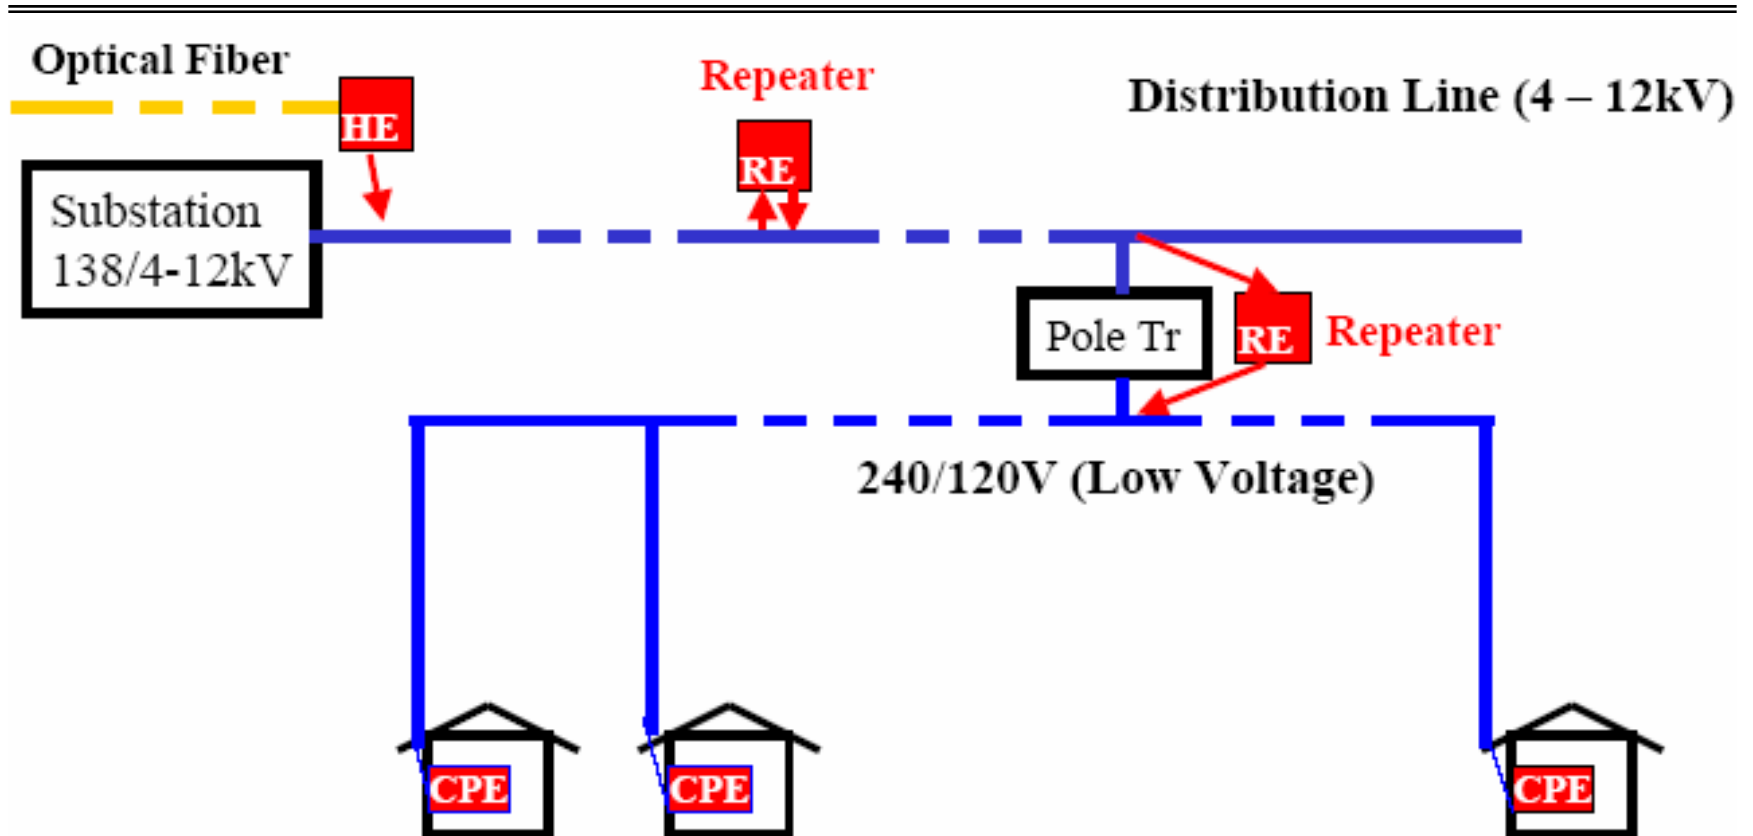 Optical Fiber
HE
Repeater
RE
Distribution Line (4 – 12kV)
Substation
138/4-12kV
Pole Tr
RE
Repeater
240/120V (Low Voltage)
CPE
CPE
CPE